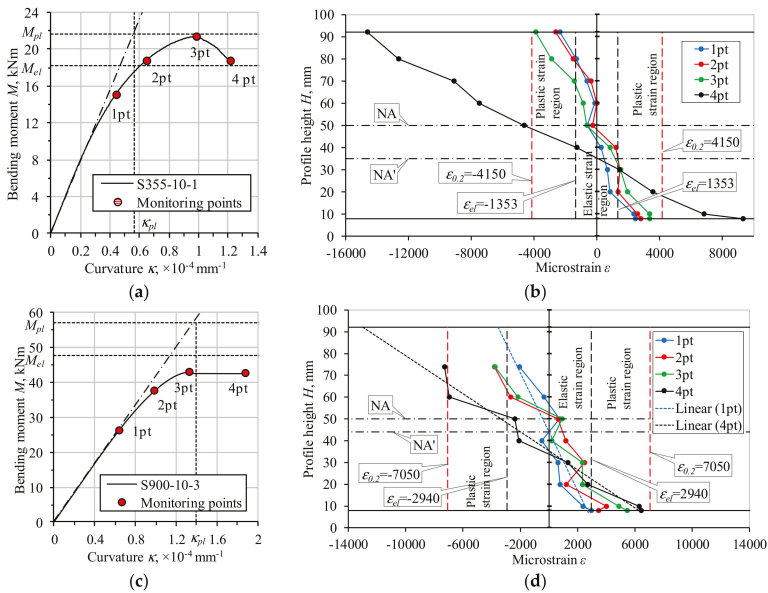 24
20
16
12
8
4
0
M_pl
M_el
Bending moment M, kNm
1pt
2pt
3pt
4 pt
S355-10-1
Monitoring points
κ_pl
0 0.2 0.4 0.6 0.8 1 1.2 1.4
Curvature κ, ×10⁻⁴ mm⁻¹
(a)
100
90
80
70
60
50
40
30
20
10
0
Profile height H, mm
NA
NA'
Plastic strain region
Elastic strain region
Plastic strain region
1pt
2pt
3pt
4pt
ε_0.2=-4150
ε_el=-1353
ε_0.2=4150
ε_el=1353
-16000 -12000 -8000 -4000 0 4000 8000
Microstrain ε
(b)
60
50
40
30
20
10
0
M_pl
M_el
Bending moment M, kNm
1pt
2pt
3pt
4pt
S900-10-3
Monitoring points
0 0.4 0.8 1.2 κ_pl 1.6 2
Curvature κ, ×10⁻⁴ mm⁻¹
(c)
100
90
80
70
60
50
40
30
20
10
0
Profile height H, mm
NA
NA'
Elastic strain region
Plastic strain region
Plastic strain region
1pt
2pt
3pt
4pt
Linear (1pt)
Linear (4pt)
ε_0.2=-7050
ε_el=-2940
ε_0.2=7050
ε_el=2940
-14000 -10000 -6000 -2000 2000 6000 10000 14000
Microstrain ε
(d)